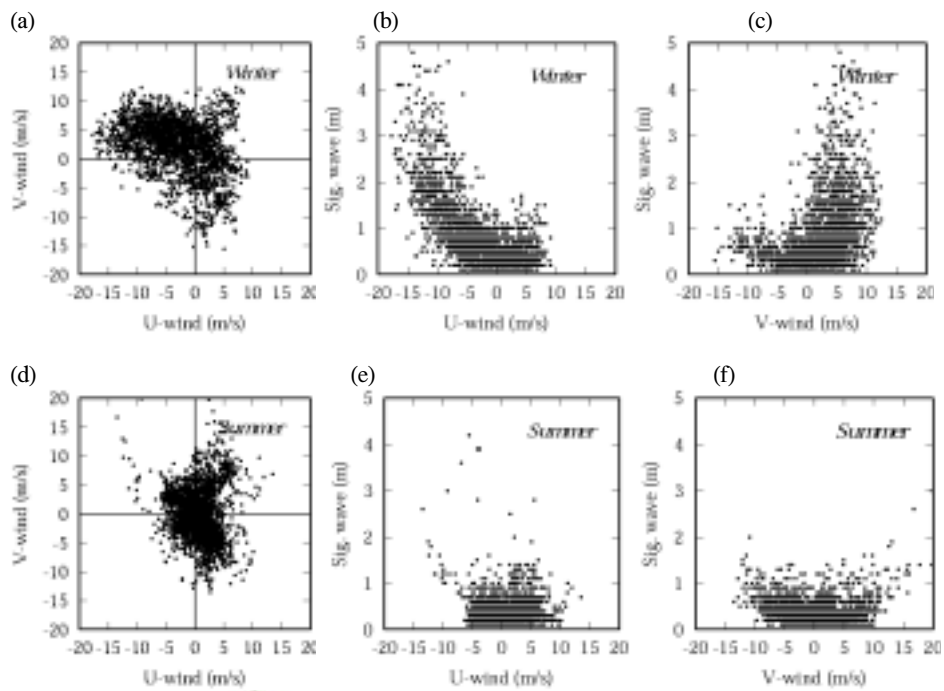 (a) (b) (c)
20 15 10 5 0 -5 -10 -15 -20
V-wind (m/s)
Winter
-20 -15 -10 -5 0 5 10 15 20
U-wind (m/s)
5 4 3 2 1 0
Sig. wave (m)
Winter
-20 -15 -10 -5 0 5 10 15 20
U-wind (m/s)
5 4 3 2 1 0
Sig. wave (m)
Winter
-20 -15 -10 -5 0 5 10 15 20
V-wind (m/s)
(d) (e) (f)
20 15 10 5 0 -5 -10 -15 -20
V-wind (m/s)
Summer
-20 -15 -10 -5 0 5 10 15 20
U-wind (m/s)
5 4 3 2 1 0
Sig. wave (m)
Summer
-20 -15 -10 -5 0 5 10 15 20
U-wind (m/s)
5 4 3 2 1 0
Sig. wave (m)
Summer
-20 -15 -10 -5 0 5 10 15 20
V-wind (m/s)